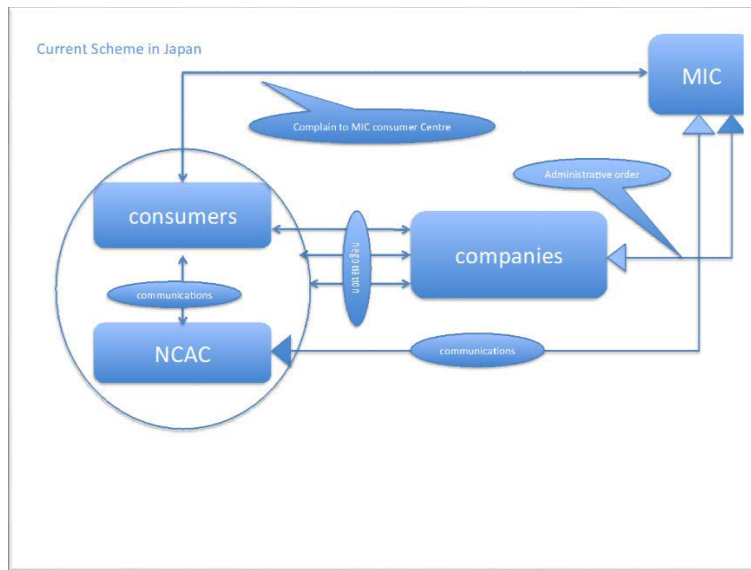 Current Scheme in Japan
MIC
Complain to MIC consumer Centre
Administrative order
consumers
negotiation
companies
communications
NCAC
communications